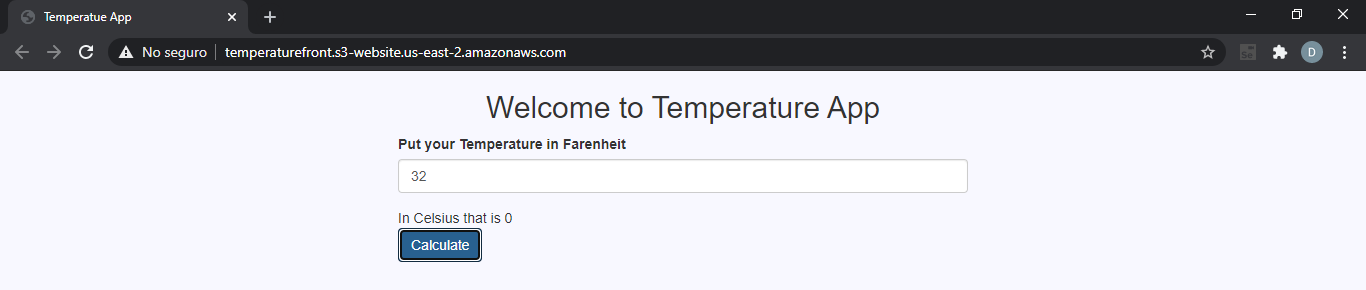 Temperatue App
No seguro
temperaturefront.s3-website.us-east-2.amazonaws.com
D
Welcome to Temperature App
Put your Temperature in Farenheit
32
In Celsius that is 0
Calculate